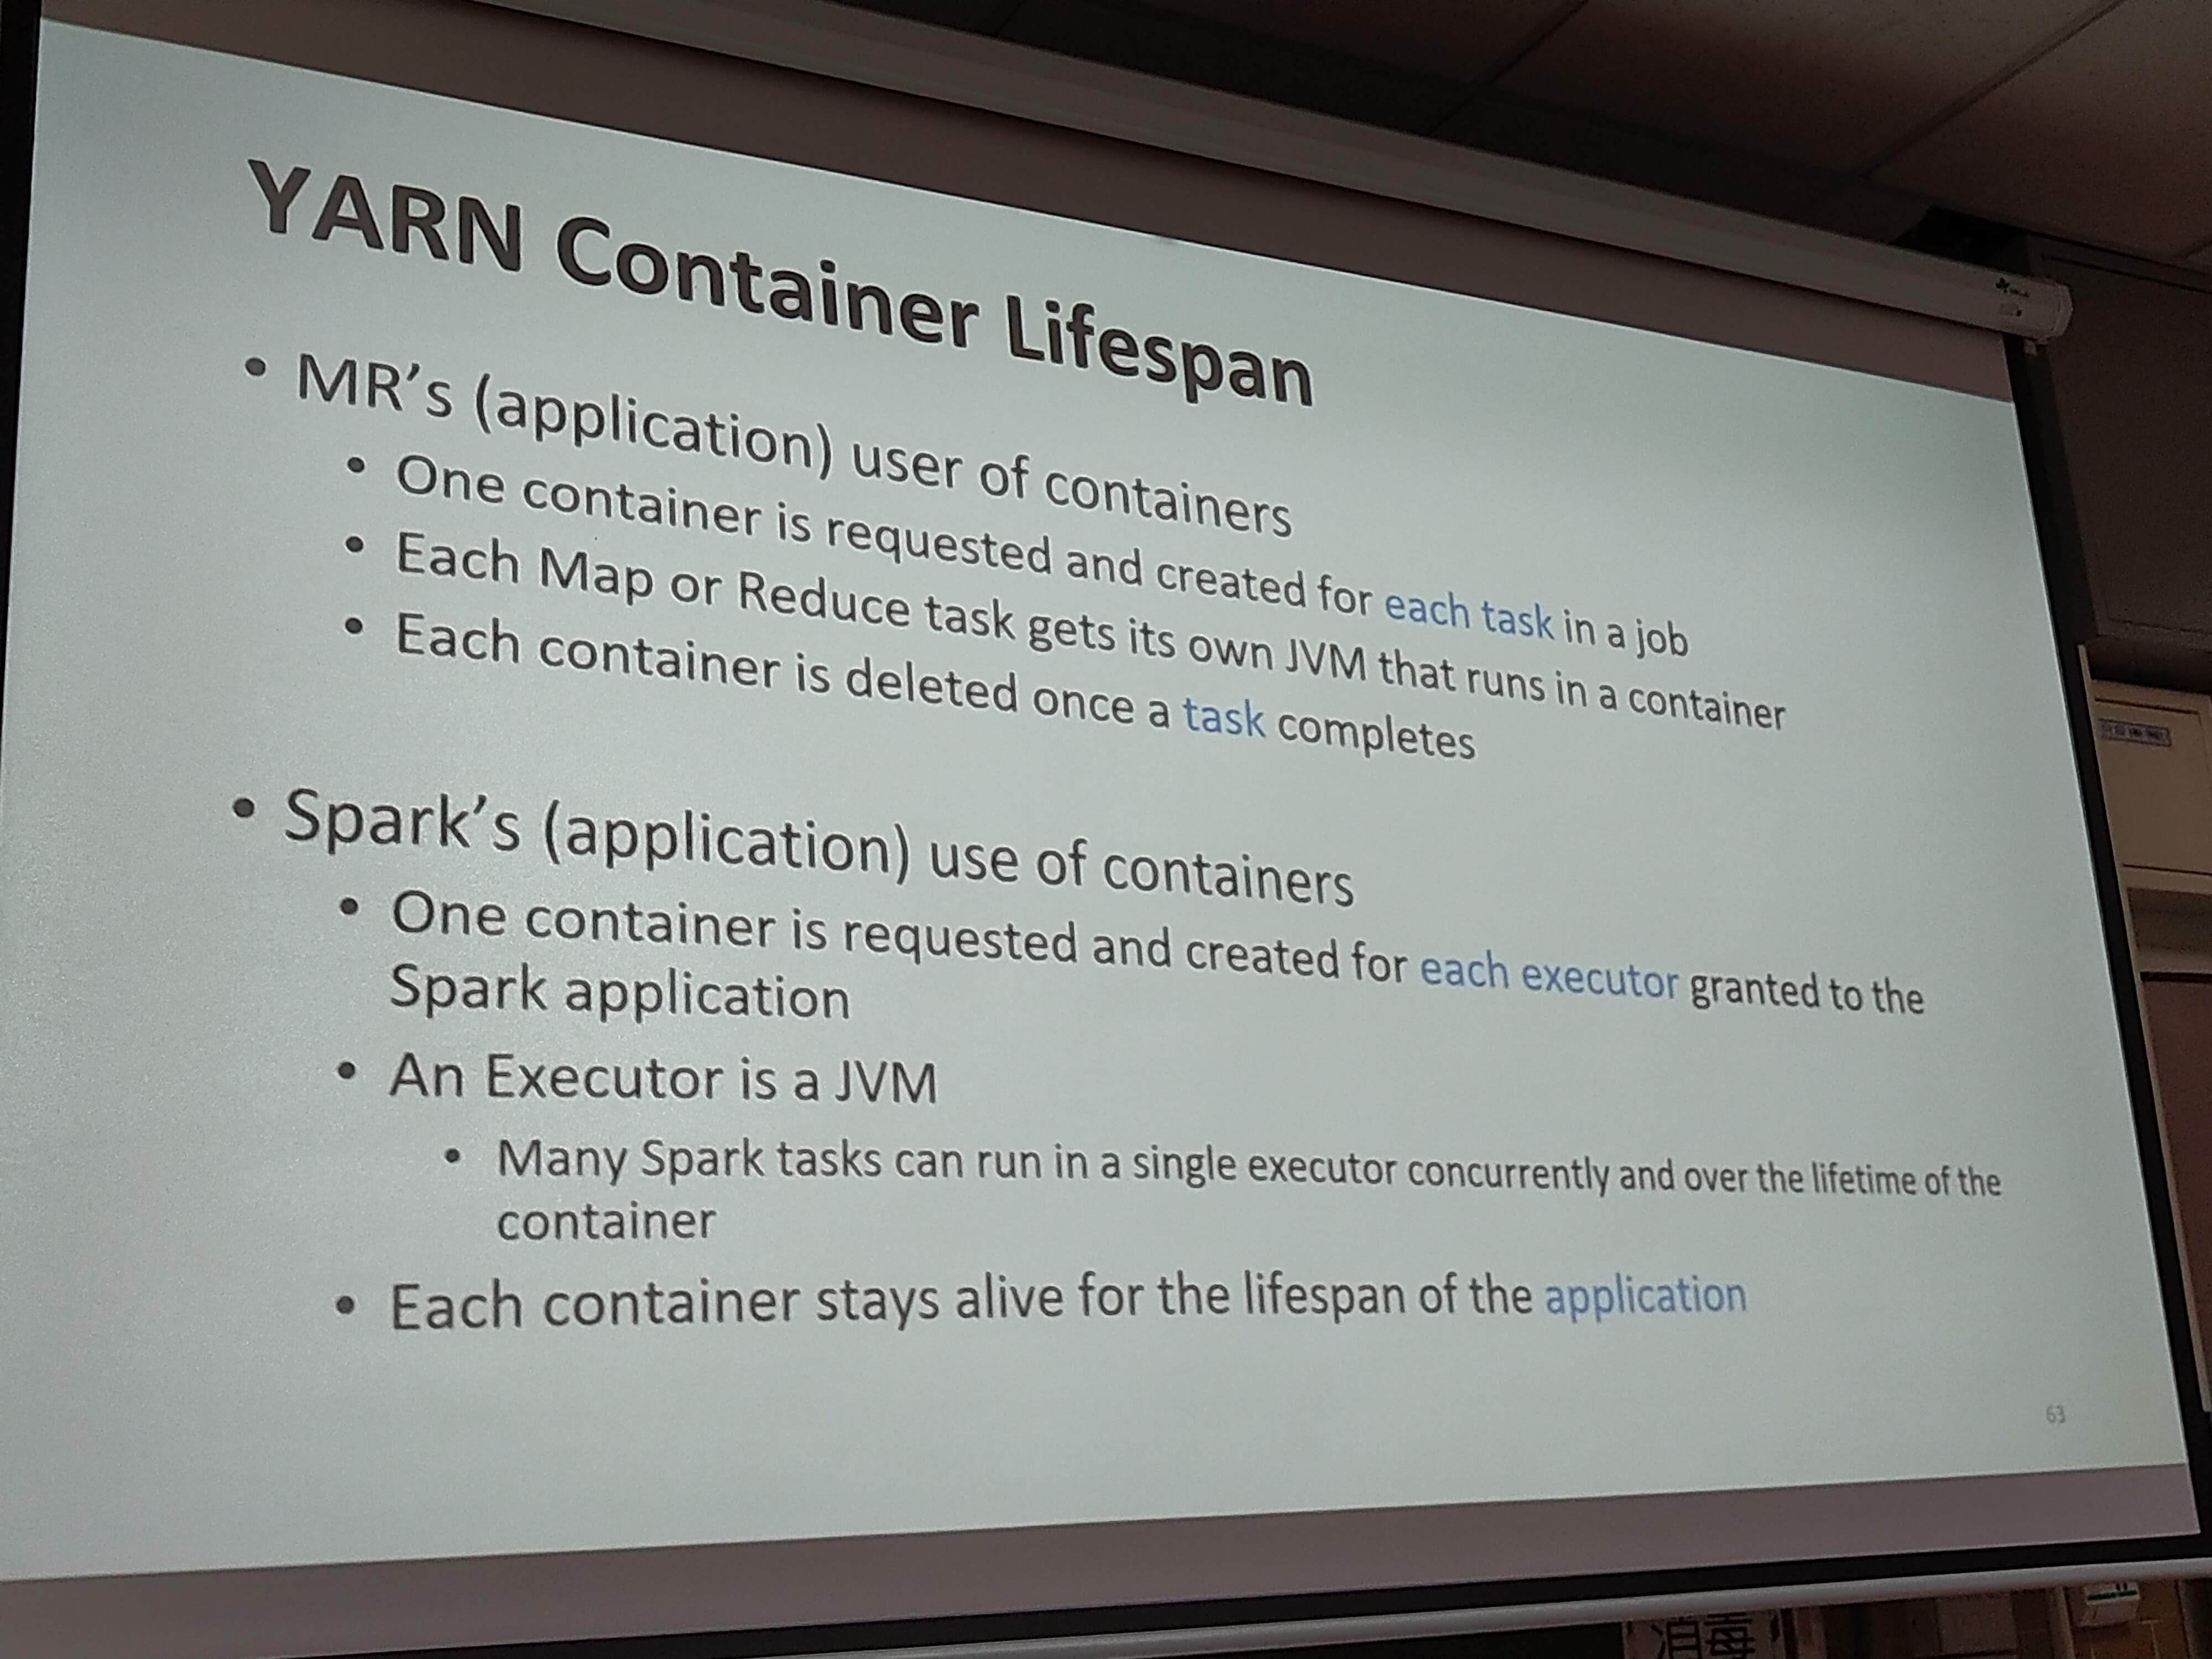 YARN Container Lifespan
• MR's (application) user of containers
• One container is requested and created for each task in a job
• Each Map or Reduce task gets its own JVM that runs in a container
• Each container is deleted once a task completes
• Spark's (application) use of containers
• One container is requested and created for each executor granted to the
Spark application
• An Executor is a JVM
• Many Spark tasks can run in a single executor concurrently and over the lifetime of the
container
• Each container stays alive for the lifespan of the application
63
消毒